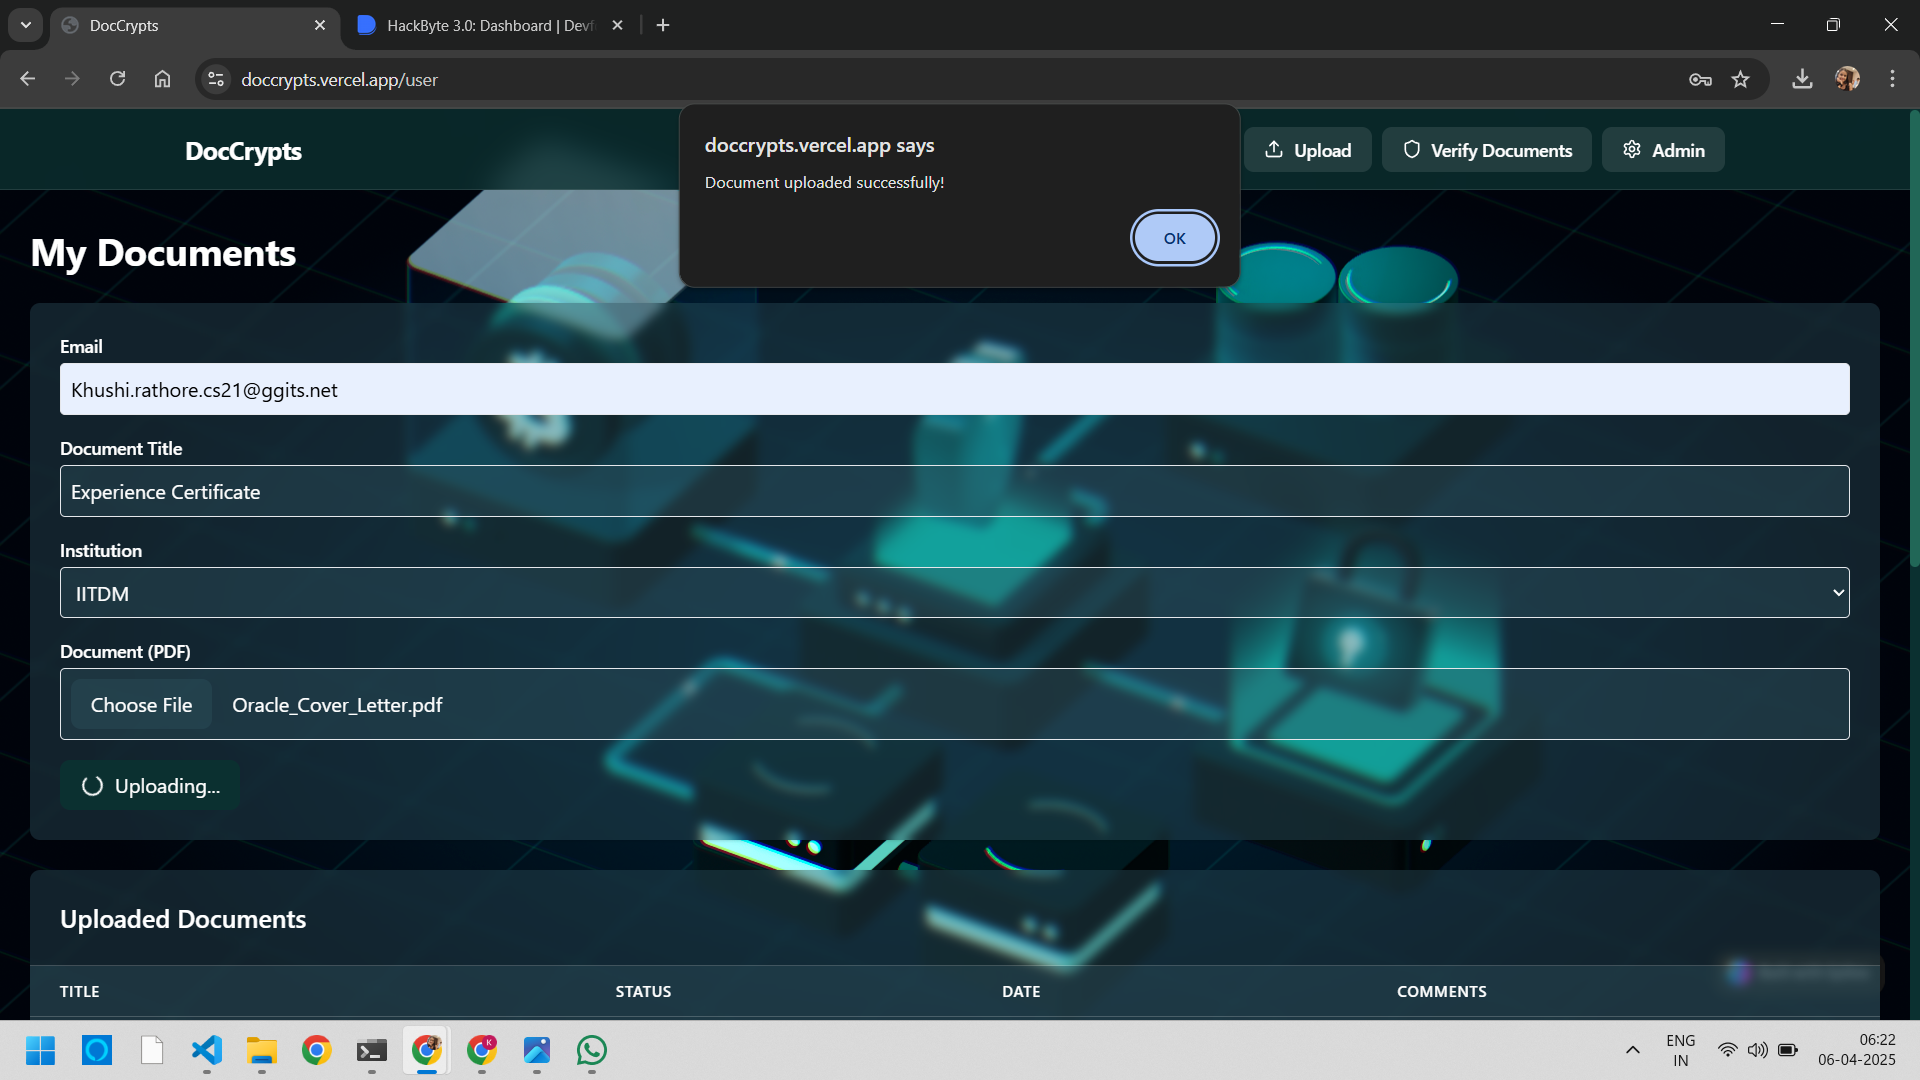 DocCrypts
HackByte 3.0: Dashboard | Devf
doccrypts.vercel.app/user
DocCrypts
doccrypts.vercel.app says
Document uploaded successfully!
OK
Upload
Verify Documents
Admin
My Documents
Email
Khushi.rathore.cs21@ggits.net
Document Title
Experience Certificate
Institution
IITDM
Document (PDF)
Choose File
Oracle_Cover_Letter.pdf
Uploading...
Uploaded Documents
TITLE
STATUS
DATE
COMMENTS
K
ENG
IN
06:22
06-04-2025